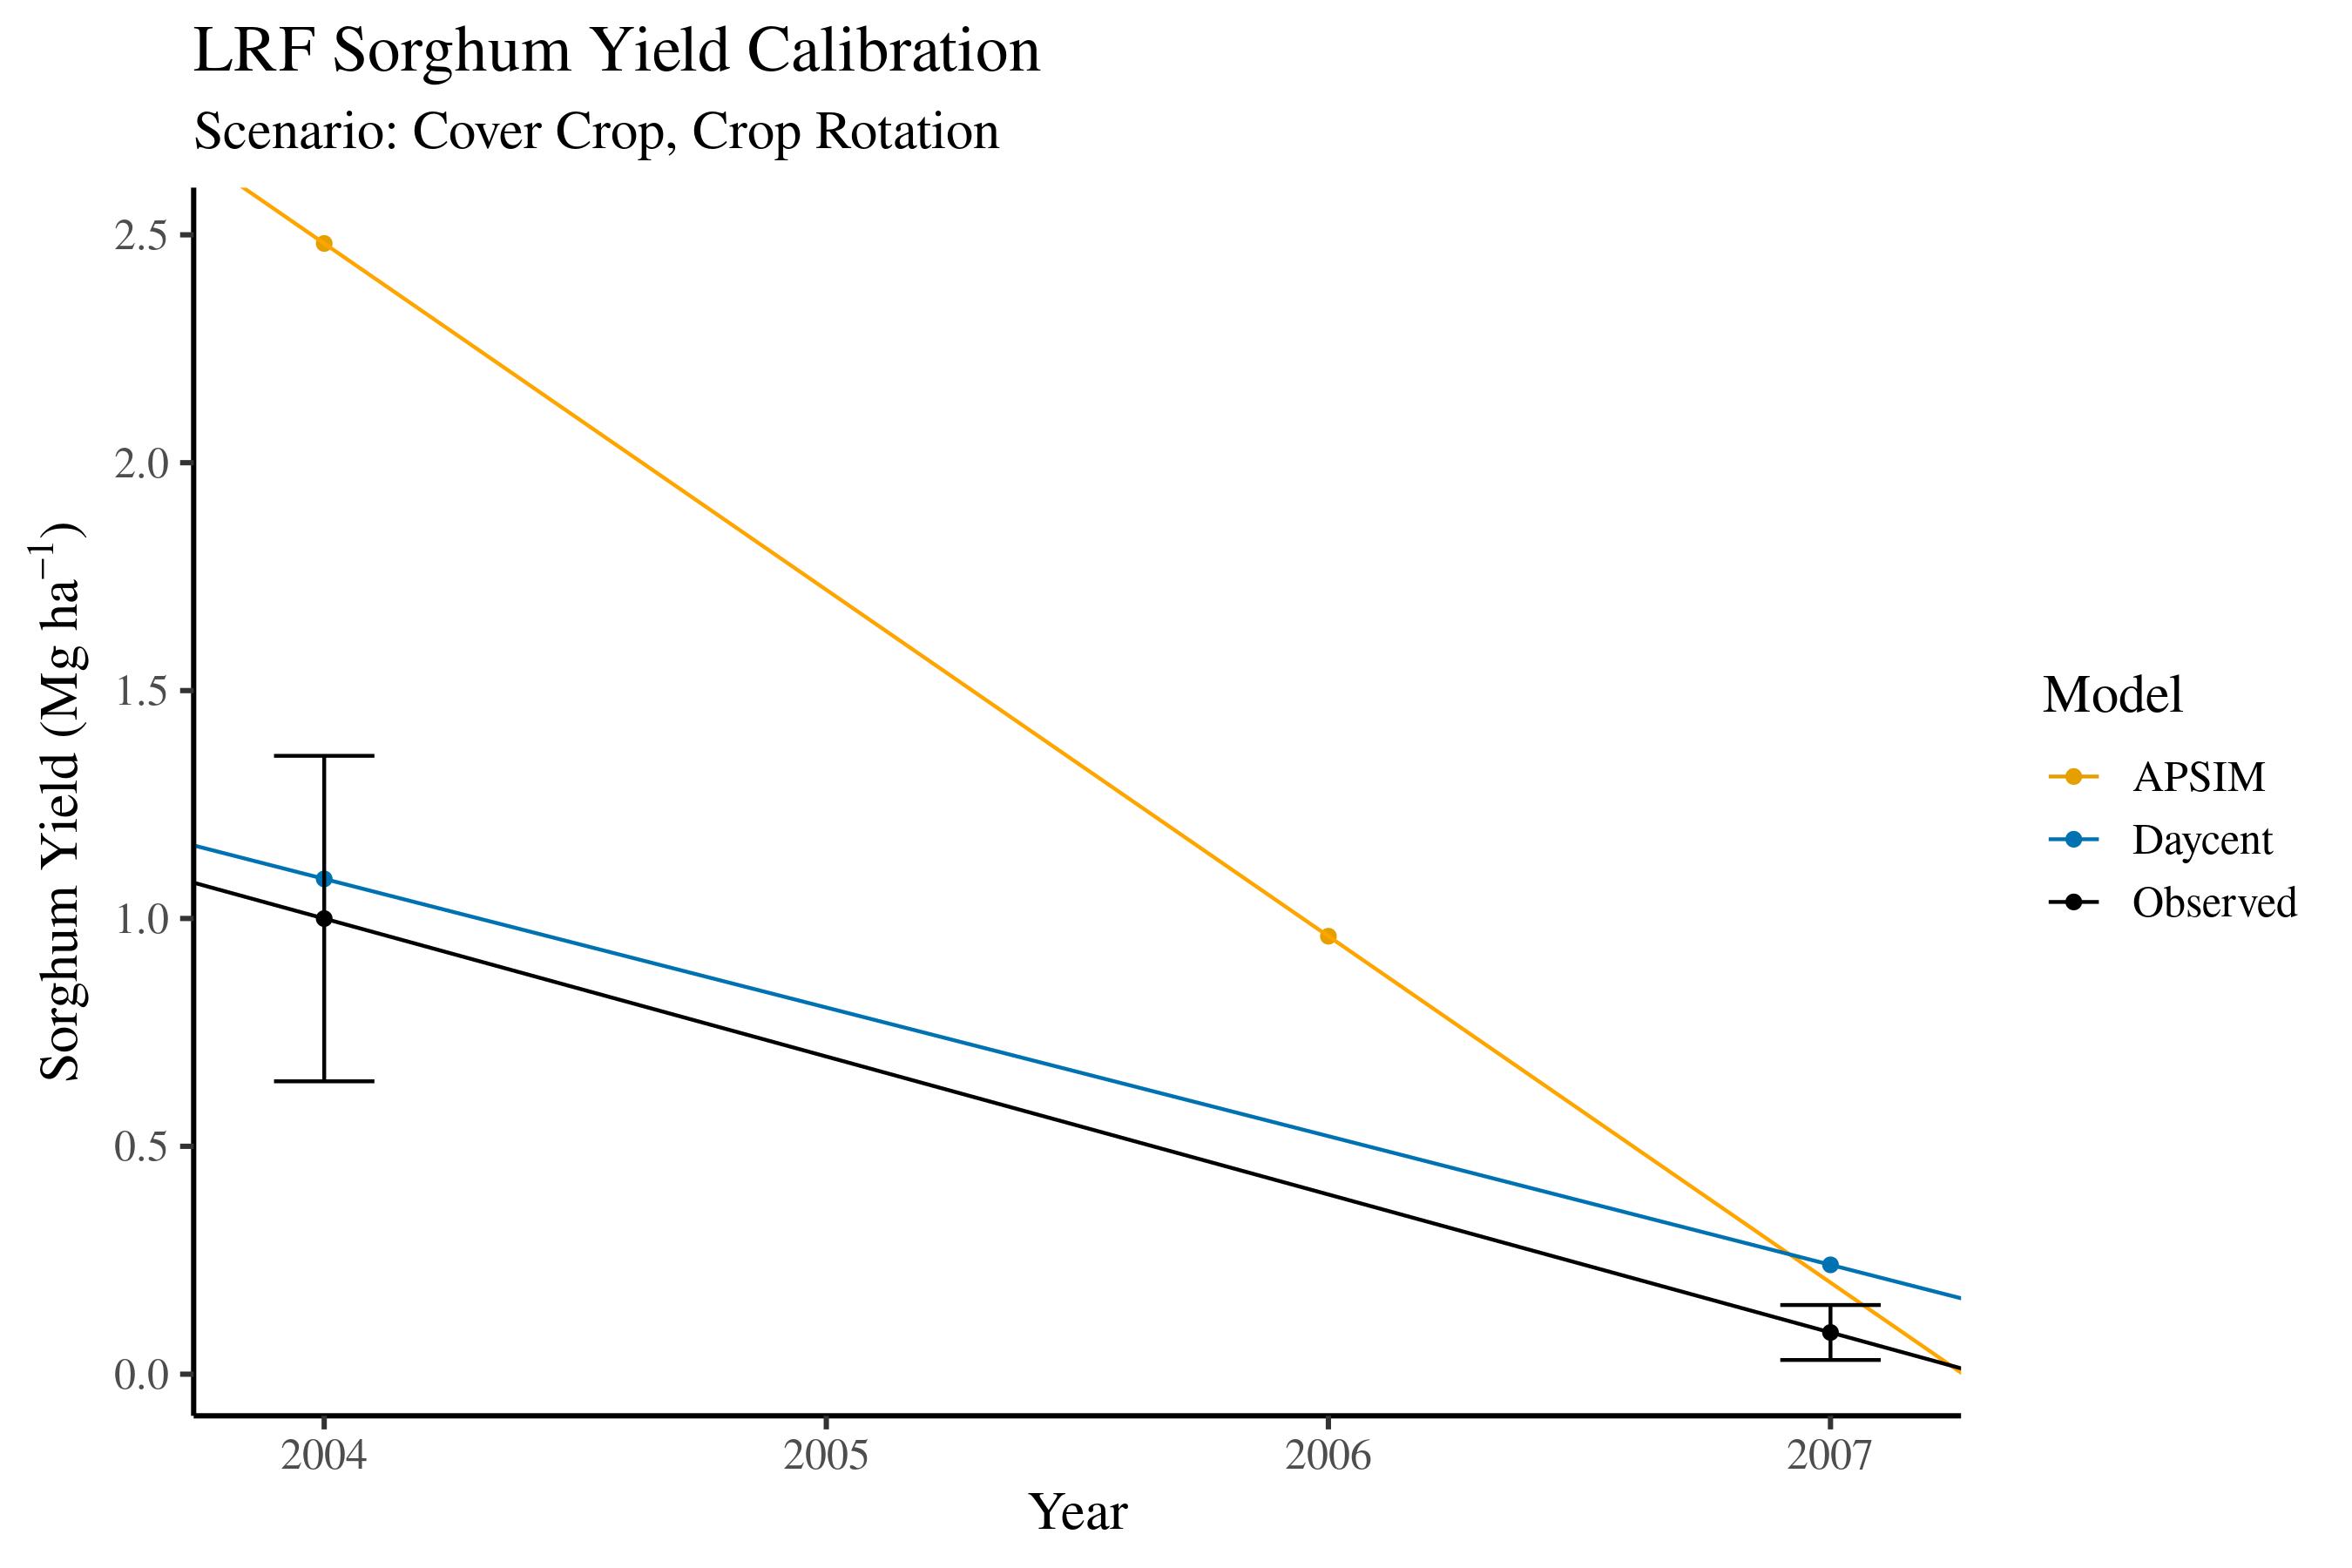 LRF Sorghum Yield Calibration
Scenario: Cover Crop, Crop Rotation
Sorghum Yield (Mg ha⁻¹)
2.5
2.0
1.5
1.0
0.5
0.0
2004 2005 2006 2007
Year
Model
APSIM
Daycent
Observed